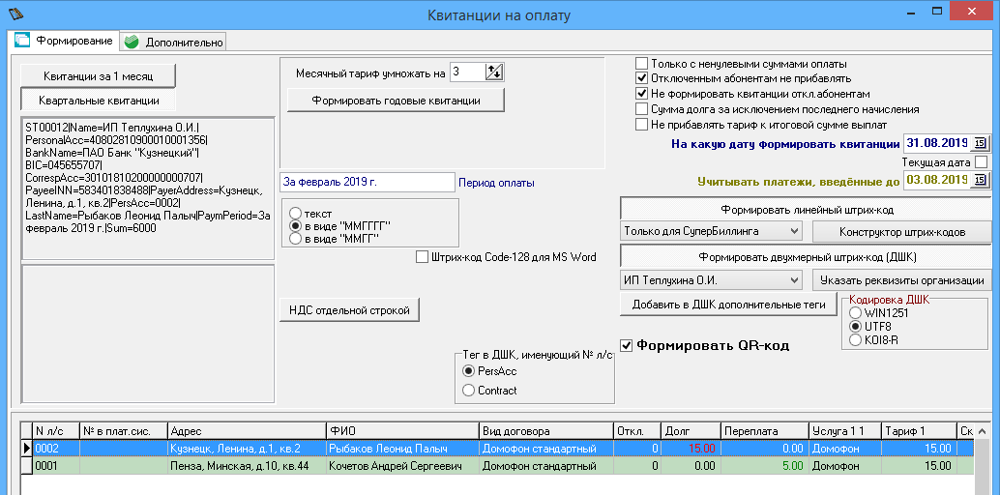 Квитанции на оплату
Формирование
Дополнительно
Квитанции за 1 месяц
Квартальные квитанции
ST00012|Name=ИП Теплухина О.И.|
PersonalAcc=40802810900010001356|
BankName=ПАО Банк "Кузнецкий"|
BIC=045655707|
CorrespAcc=30101810200000000707|
PayeeINN=583401838488|PayerAddress=Кузнецк,
Ленина, д.1, кв.2|PersAcc=0002|
LastName=Рыбаков Леонид Палыч|PaymPeriod=За
февраль 2019 г.|Sum=6000
Месячный тариф умножать на 3
Формировать годовые квитанции
За февраль 2019 г. Период оплаты
текст
в виде "ММГГГГ"
в виде "ММГГ"
Штрих-код Code-128 для MS Word
НДС отдельной строкой
Тег в ДШК, именующий № л/с
PersAcc
Contract
Только с ненулевыми суммами оплаты
Отключенным абонентам не прибавлять
Не формировать квитанции откл.абонентам
Сумма долга за исключением последнего начисления
Не прибавлять тариф к итоговой сумме выплат
На какую дату формировать квитанции 31.08.2019 15
Текущая дата
Учитывать платежи, введённые до 03.08.2019 15
Формировать линейный штрих-код
Только для СуперБиллинга Конструктор штрих-кодов
Формировать двухмерный штрих-код (ДШК)
ИП Теплухина О.И. Указать реквизиты организации
Добавить в ДШК дополнительные теги
Кодировка ДШК
WIN1251
UTF8
KOI8-R
Формировать QR-код
N л/с № в плат.сис. Адрес ФИО Вид договора Откл. Долг Переплата Услуга 1 1 Тариф 1 Ск
0002 Кузнецк, Ленина, д.1, кв.2 Рыбаков Леонид Палыч Домофон стандартный 0 15.00 0.00 Домофон 15.00
0001 Пенза, Минская, д.10, кв.44 Кочетов Андрей Сергеевич Домофон стандартный 0 0.00 5.00 Домофон 15.00